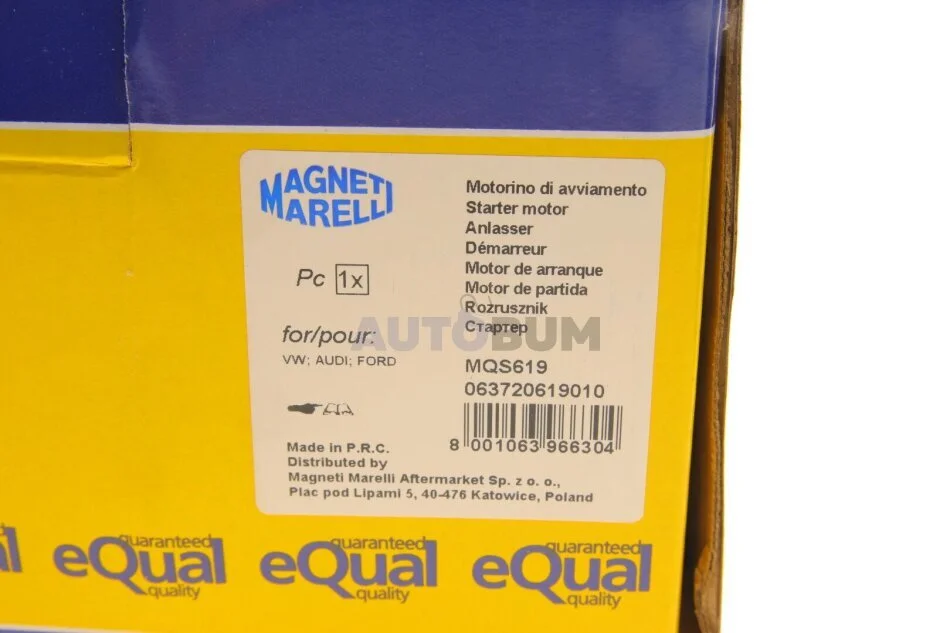 MAGNETI
MARELLI
Pc 1x
for/pour:
VW; AUDI; FORD
Motorino di avviamento
Starter motor
Anlasser
Démarreur
Motor de arranque
Motor de partida
Rozrusznik
Стартер
AUTOBUM
MQS619
063720619010
8 001063 966304
Made in P.R.C.
Distributed by
Magneti Marelli Aftermarket Sp. z o. o.,
Plac pod Lipami 5, 40-476 Katowice, Poland
guaranteed guaranteed guaranteed
al eQual eQual eQual
quality quality quality